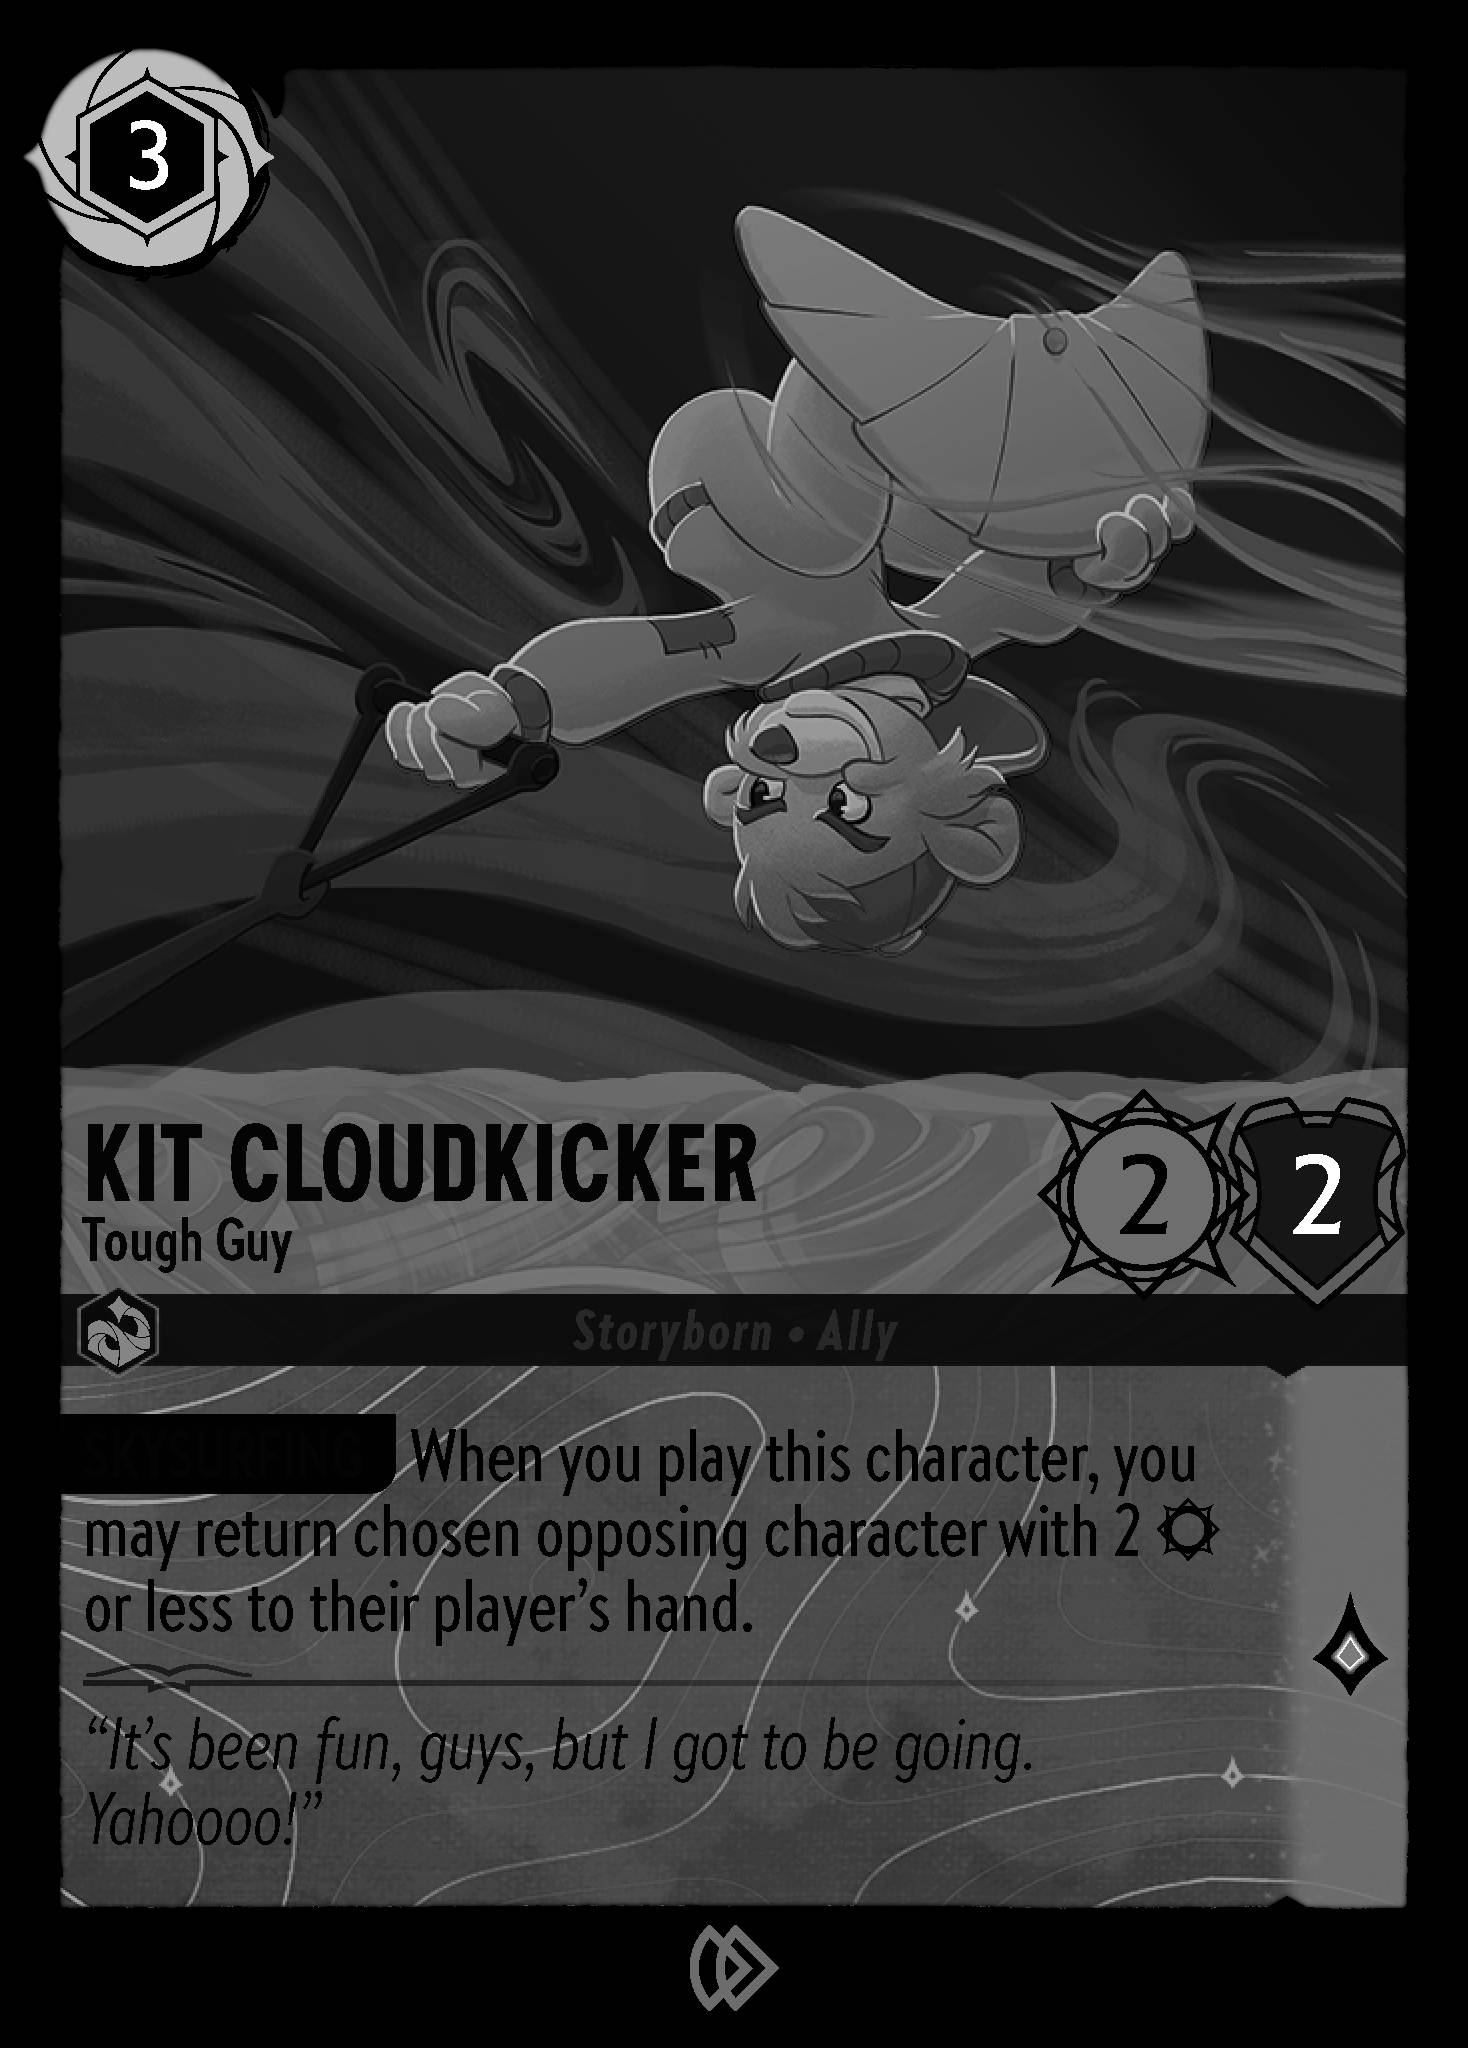 3
KIT CLOUDKICKER
Tough Guy
2 2
Storyborn • Ally
SKYSURFING When you play this character, you
may return chosen opposing character with 2
or less to their player’s hand.
“It’s been fun, guys, but I got to be going.
Yahoooo!”